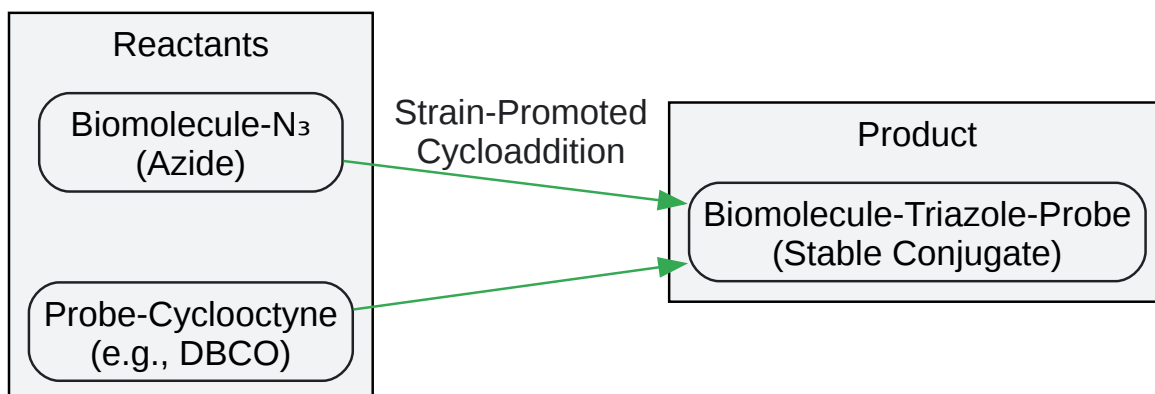 Reactants
Biomolecule-N₃
(Azide)
Probe-Cyclooctyne
(e.g., DBCO)
Strain-Promoted
Cycloaddition
Product
Biomolecule-Triazole-Probe
(Stable Conjugate)